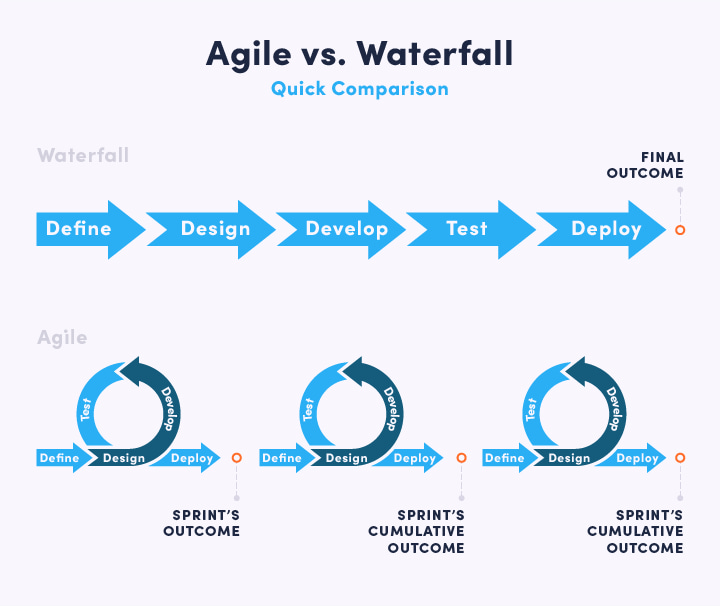 Agile vs. Waterfall
Quick Comparison
Waterfall
FINAL
OUTCOME
Define
Design
Develop
Test
Deploy
Agile
Test
Develop
Define
Design
Deploy
SPRINT'S
OUTCOME
Test
Develop
Define
Design
Deploy
SPRINT'S
CUMULATIVE
OUTCOME
Test
Develop
Define
Design
Deploy
SPRINT'S
CUMULATIVE
OUTCOME